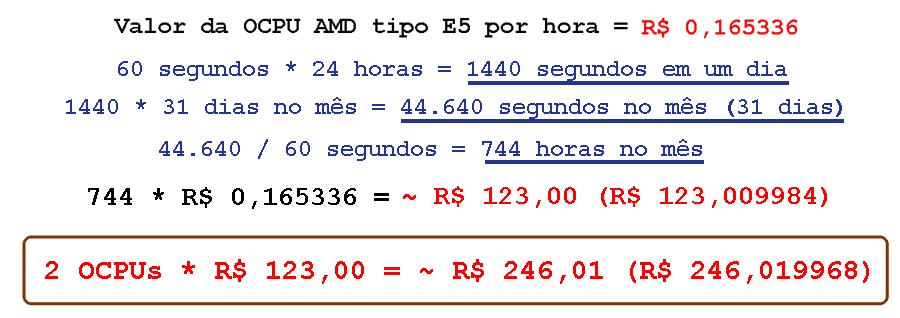 Valor da OCPU AMD tipo E5 por hora = R$ 0,165336
60 segundos * 24 horas = 1440 segundos em um dia
1440 * 31 dias no mês = 44.640 segundos no mês (31 dias)
44.640 / 60 segundos = 744 horas no mês
744 * R$ 0,165336 = ~ R$ 123,00 (R$ 123,009984)
2 OCPUs * R$ 123,00 = ~ R$ 246,01 (R$ 246,019968)